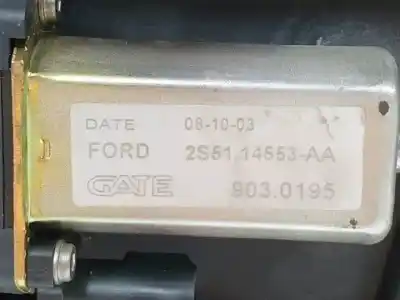 DATE 08-10-03
FORD 2S51.14553-AA
GATE 903.0195